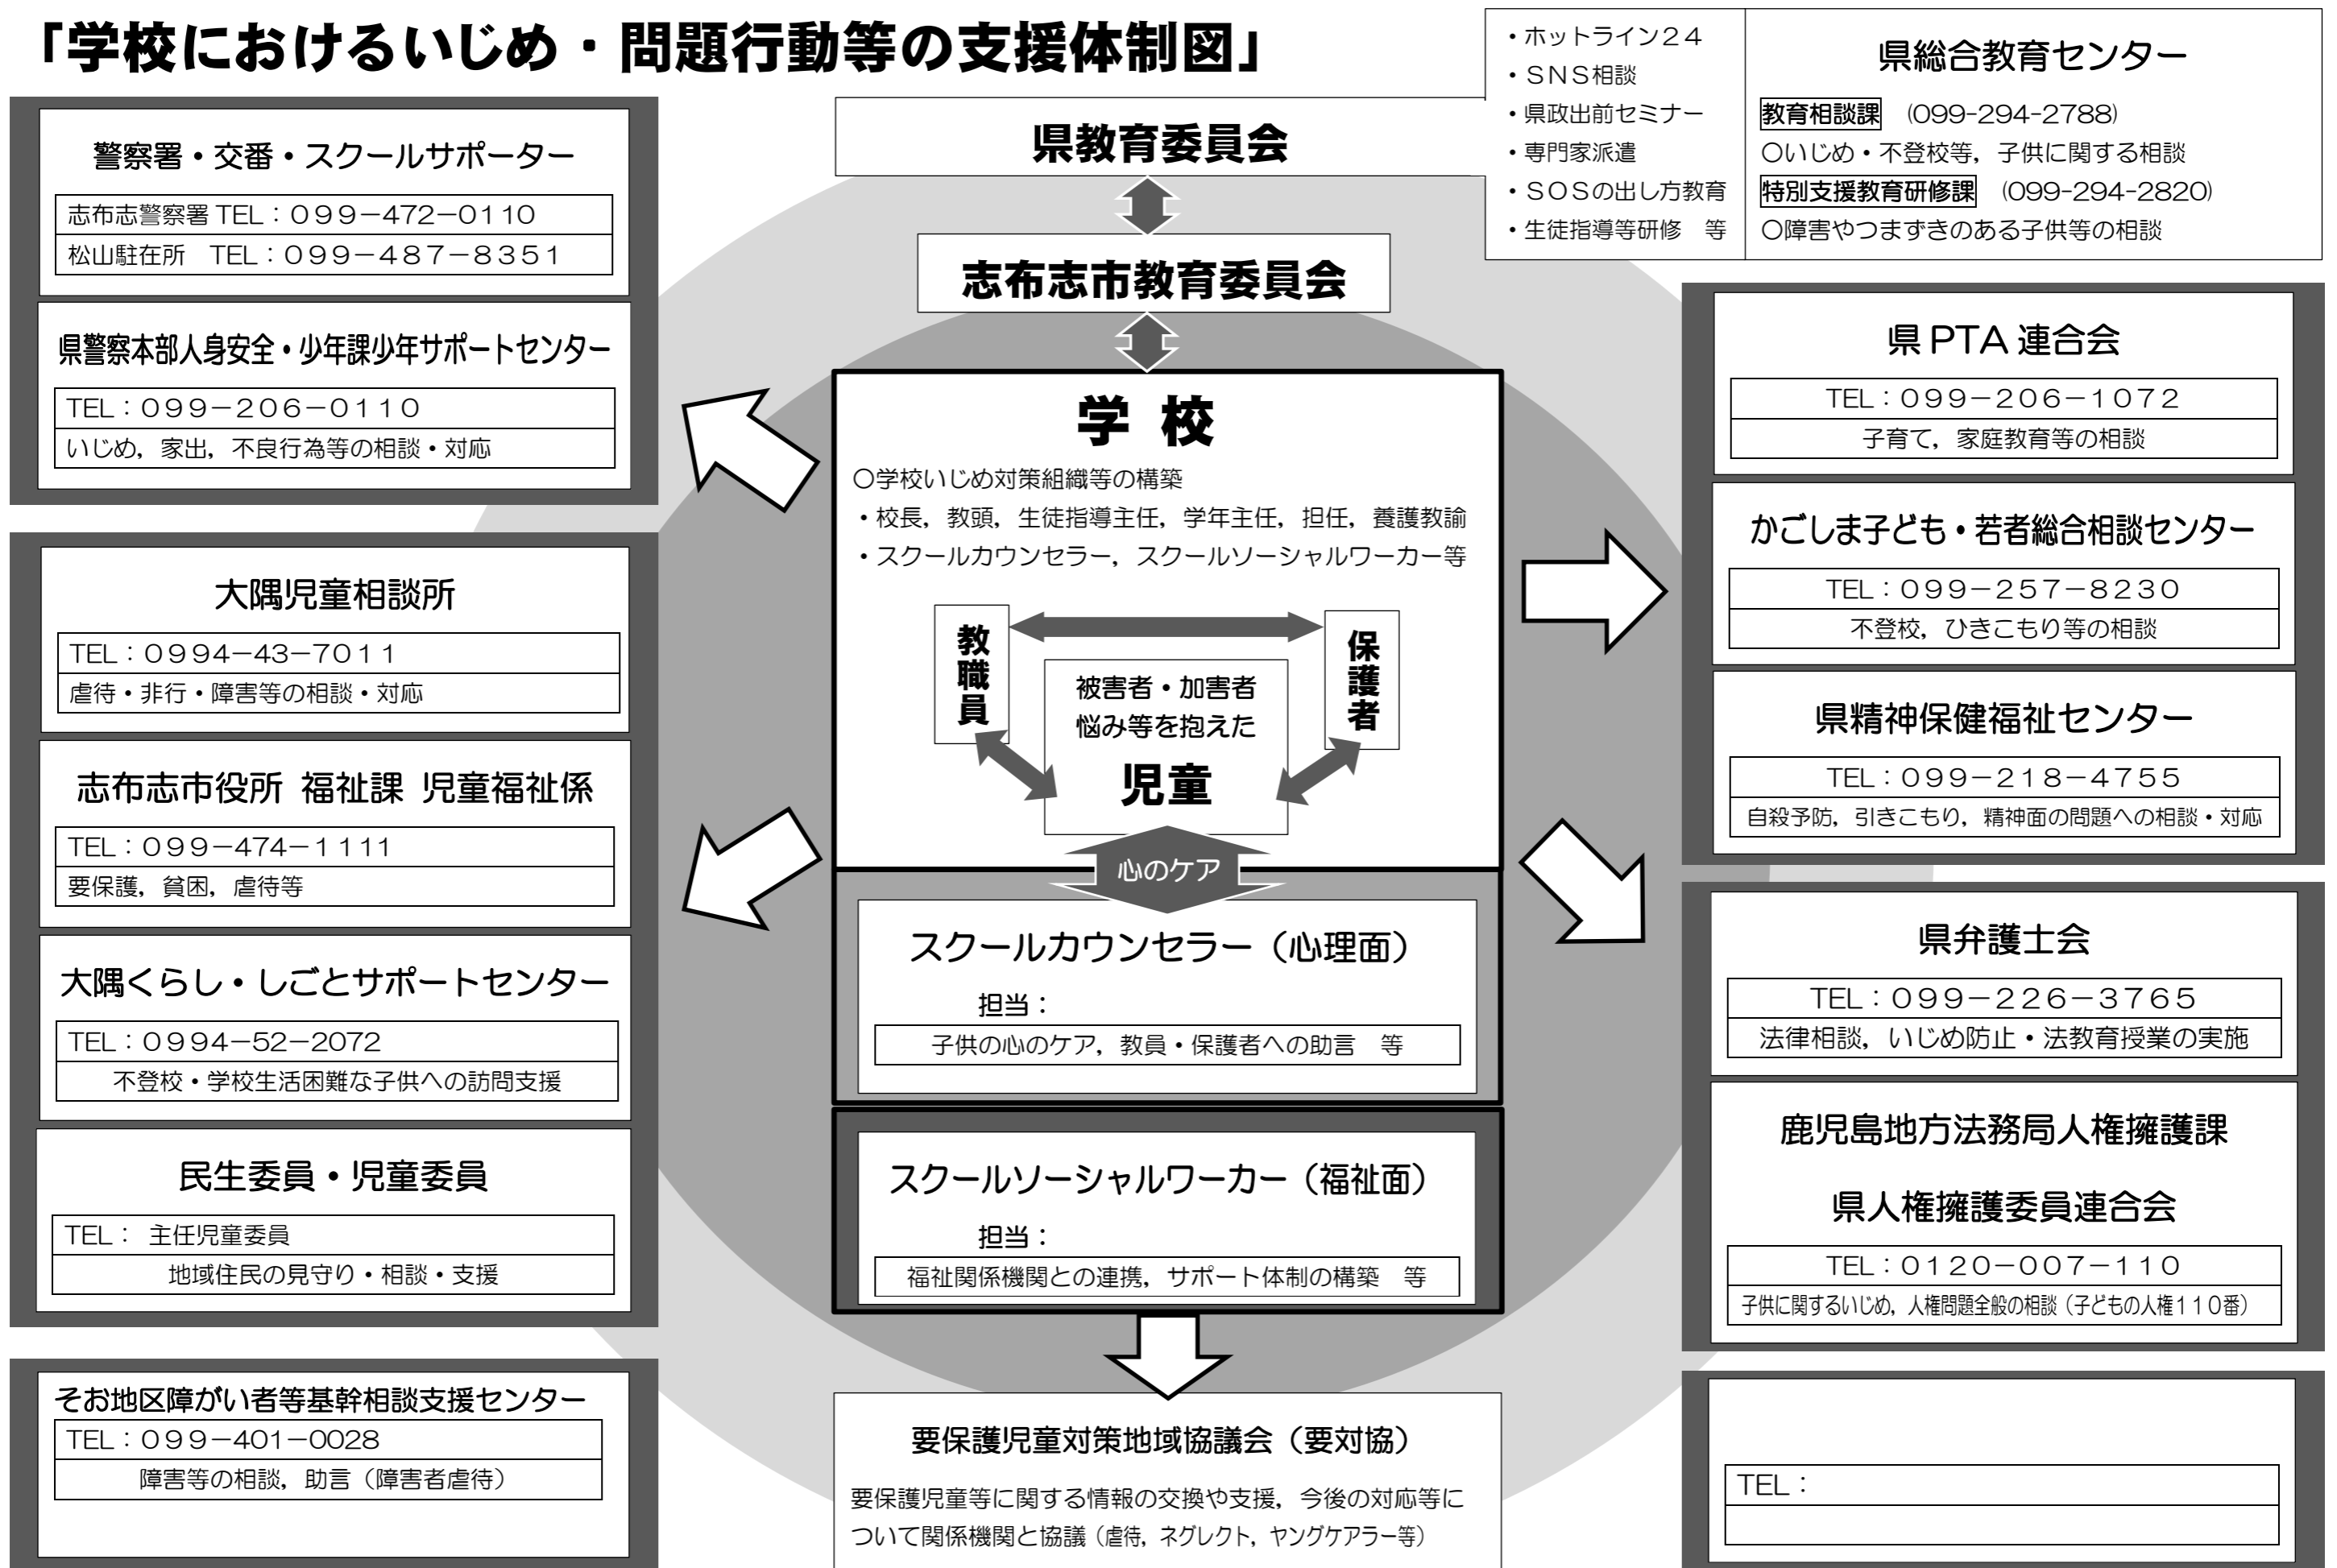 「学校におけるいじめ・問題行動等の支援体制図」
・ホットライン２４
・ＳＮＳ相談
・県政出前セミナー
・専門家派遣
・ＳＯＳの出し方教育
・生徒指導等研修　等
県総合教育センター
教育相談課　(099-294-2788)
〇いじめ・不登校等，子供に関する相談
特別支援教育研修課　(099-294-2820)
〇障害やつまずきのある子供等の相談
県教育委員会
志布志市教育委員会
警察署・交番・スクールサポーター
志布志警察署 TEL：０９９－４７２－０１１０
松山駐在所　TEL：０９９－４８７－８３５１
県警察本部人身安全・少年課少年サポートセンター
TEL：０９９－２０６－０１１０
いじめ，家出，不良行為等の相談・対応
大隅児童相談所
TEL：０９９４－４３－７０１１
虐待・非行・障害等の相談・対応
志布志市役所 福祉課 児童福祉係
TEL：０９９－４７４－１１１１
要保護，貧困，虐待等
大隅くらし・しごとサポートセンター
TEL：０９９４－５２－２０７２
不登校・学校生活困難な子供への訪問支援
民生委員・児童委員
TEL： 主任児童委員
地域住民の見守り・相談・支援
そお地区障がい者等基幹相談支援センター
TEL：０９９－４０１－００２８
障害等の相談，助言（障害者虐待）
学 校
〇学校いじめ対策組織等の構築
・校長，教頭，生徒指導主任，学年主任，担任，養護教諭
・スクールカウンセラー，スクールソーシャルワーカー等
教職員
保護者
被害者・加害者
悩み等を抱えた
児童
心のケア
スクールカウンセラー（心理面）
担当：
子供の心のケア，教員・保護者への助言　等
スクールソーシャルワーカー（福祉面）
担当：
福祉関係機関との連携，サポート体制の構築　等
要保護児童対策地域協議会（要対協）
要保護児童等に関する情報の交換や支援，今後の対応等に
ついて関係機関と協議（虐待，ネグレクト，ヤングケアラー等）
県 PTA 連合会
TEL：０９９－２０６－１０７２
子育て，家庭教育等の相談
かごしま子ども・若者総合相談センター
TEL：０９９－２５７－８２３０
不登校，ひきこもり等の相談
県精神保健福祉センター
TEL：０９９－２１８－４７５５
自殺予防，引きこもり，精神面の問題への相談・対応
県弁護士会
TEL：０９９－２２６－３７６５
法律相談，いじめ防止・法教育授業の実施
鹿児島地方法務局人権擁護課
県人権擁護委員連合会
TEL：０１２０－００７－１１０
子供に関するいじめ，人権問題全般の相談（子どもの人権１１０番）
TEL：